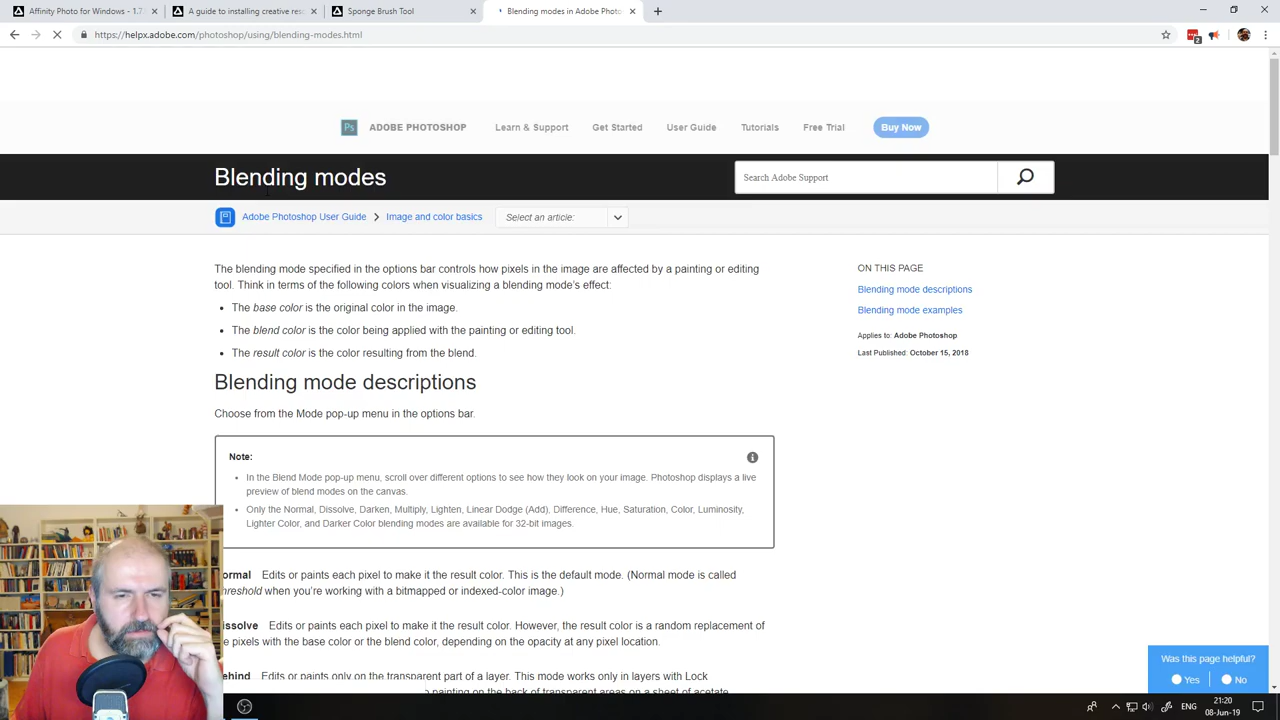 Affinity Photo for Windows - 1.7.
A guide to installing creative reso
Sponge Brush Tool
Blending modes in Adobe Photo
https://helpx.adobe.com/photoshop/using/blending-modes.html
2
Ps ADOBE PHOTOSHOP Learn & Support Get Started User Guide Tutorials Free Trial Buy Now
Blending modes
Search Adobe Support
Adobe Photoshop User Guide > Image and color basics
Select an article:
The blending mode specified in the options bar controls how pixels in the image are affected by a painting or editing
tool. Think in terms of the following colors when visualizing a blending mode's effect:
• The base color is the original color in the image.
• The blend color is the color being applied with the painting or editing tool.
• The result color is the color resulting from the blend.
ON THIS PAGE
Blending mode descriptions
Blending mode examples
Applies to: Adobe Photoshop
Last Published: October 15, 2018
Blending mode descriptions
Choose from the Mode pop-up menu in the options bar.
Note:
• In the Blend Mode pop-up menu, scroll over different options to see how they look on your image. Photoshop displays a live
preview of blend modes on the canvas.
• Only the Normal, Dissolve, Darken, Multiply, Lighten, Linear Dodge (Add), Difference, Hue, Saturation, Color, Luminosity,
Lighter Color, and Darker Color blending modes are available for 32-bit images.
ormal Edits or paints each pixel to make it the result color. This is the default mode. (Normal mode is called
hreshold when you're working with a bitmapped or indexed-color image.)
ssolve Edits or paints each pixel to make it the result color. However, the result color is a random replacement of
e pixels with the base color or the blend color, depending on the opacity at any pixel location.
ehind Edits or paints only on the transparent part of a layer. This mode works only in layers with Lock
painting on the back of transparent areas on a sheet of acetate
Was this page helpful?
Yes No
ENG
21:20
08-Jun-19